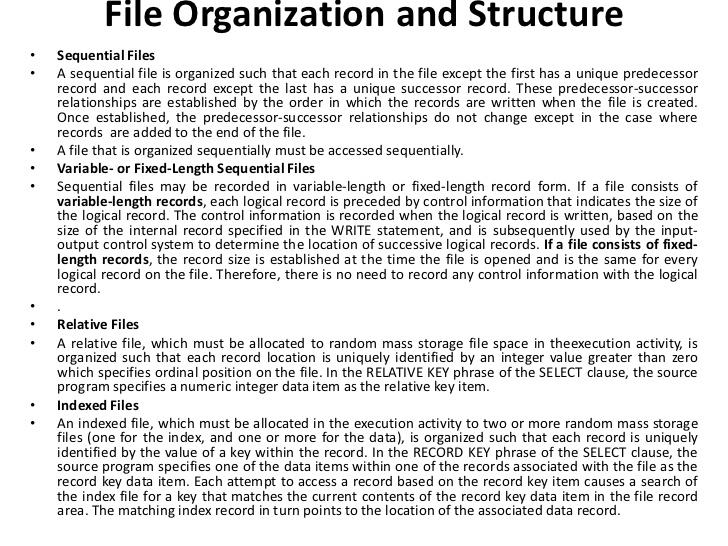 File Organization and Structure
• Sequential Files
• A sequential file is organized such that each record in the file except the first has a unique predecessor
record and each record except the last has a unique successor record. These predecessor-successor
relationships are established by the order in which the records are written when the file is created.
Once established, the predecessor-successor relationships do not change except in the case where
records are added to the end of the file.
• A file that is organized sequentially must be accessed sequentially.
• Variable- or Fixed-Length Sequential Files
• Sequential files may be recorded in variable-length or fixed-length record form. If a file consists of
variable-length records, each logical record is preceded by control information that indicates the size of
the logical record. The control information is recorded when the logical record is written, based on the
size of the internal record specified in the WRITE statement, and is subsequently used by the input-
output control system to determine the location of successive logical records. If a file consists of fixed-
length records, the record size is established at the time the file is opened and is the same for every
logical record on the file. Therefore, there is no need to record any control information with the logical
record.
• .
• Relative Files
• A relative file, which must be allocated to random mass storage file space in theexecution activity, is
organized such that each record location is uniquely identified by an integer value greater than zero
which specifies ordinal position on the file. In the RELATIVE KEY phrase of the SELECT clause, the source
program specifies a numeric integer data item as the relative key item.
• Indexed Files
• An indexed file, which must be allocated in the execution activity to two or more random mass storage
files (one for the index, and one or more for the data), is organized such that each record is uniquely
identified by the value of a key within the record. In the RECORD KEY phrase of the SELECT clause, the
source program specifies one of the data items within one of the records associated with the file as the
record key data item. Each attempt to access a record based on the record key item causes a search of
the index file for a key that matches the current contents of the record key data item in the file record
area. The matching index record in turn points to the location of the associated data record.